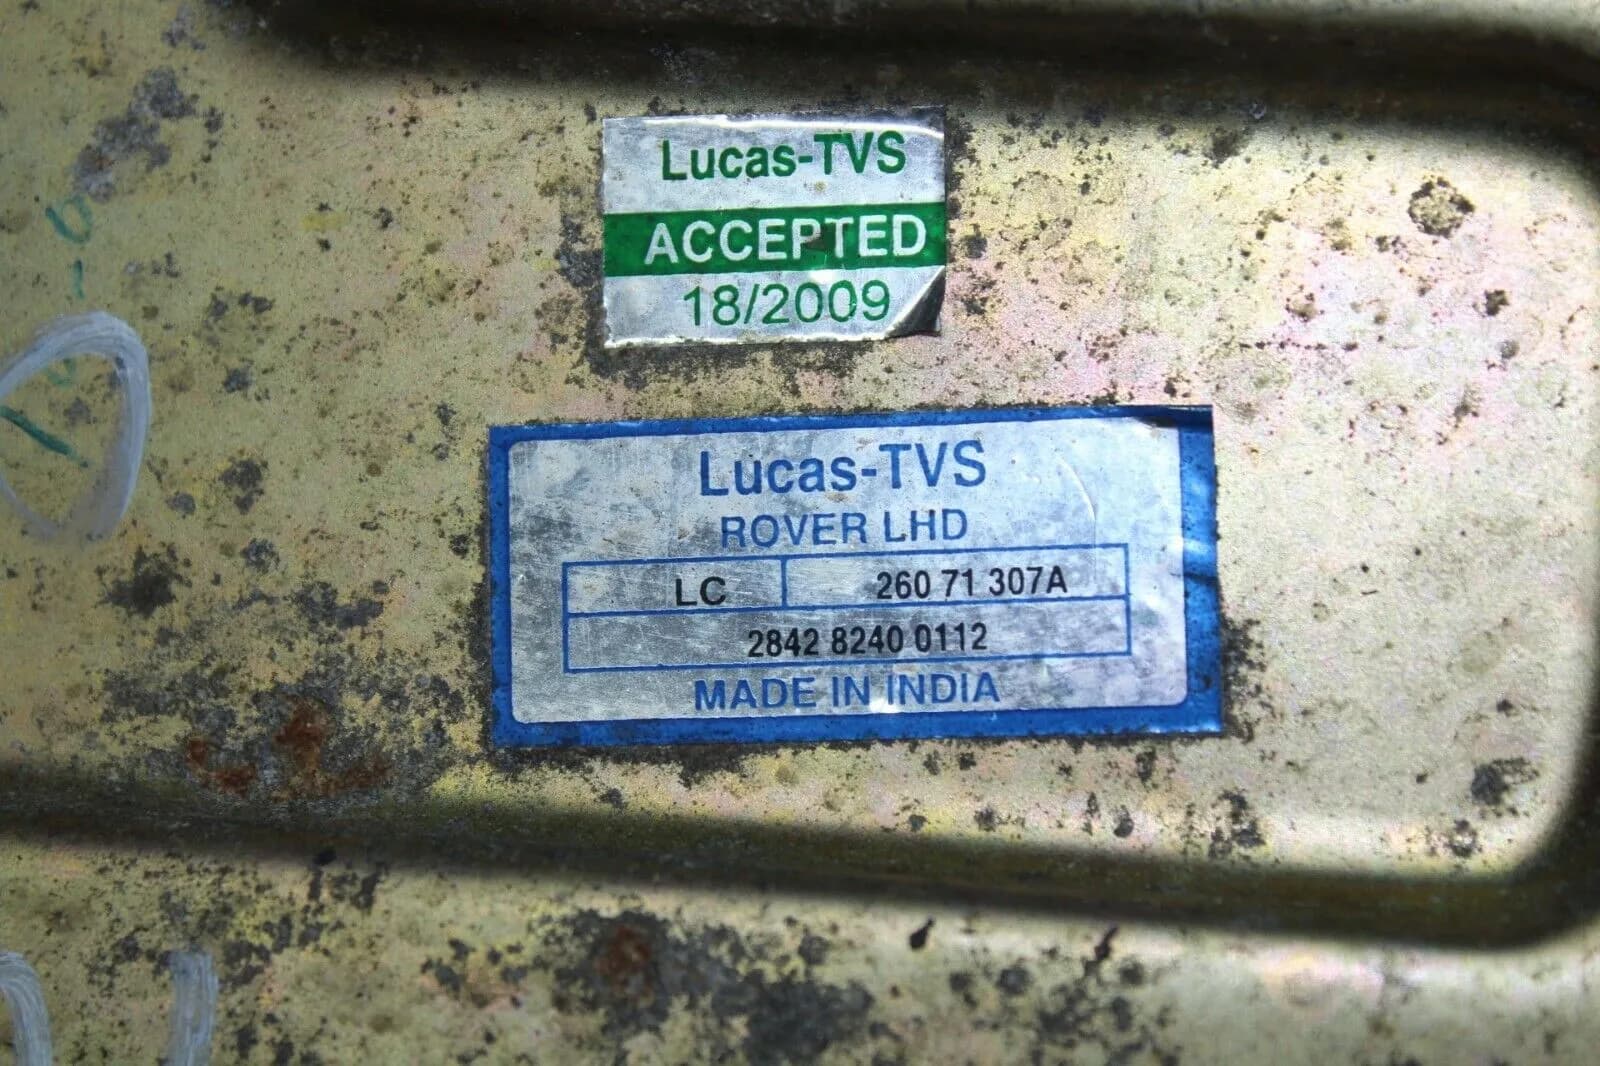 Lucas-TVS
ACCEPTED
18/2009
Lucas-TVS
ROVER LHD
LC 260 71 307A
2842 8240 0112
MADE IN INDIA